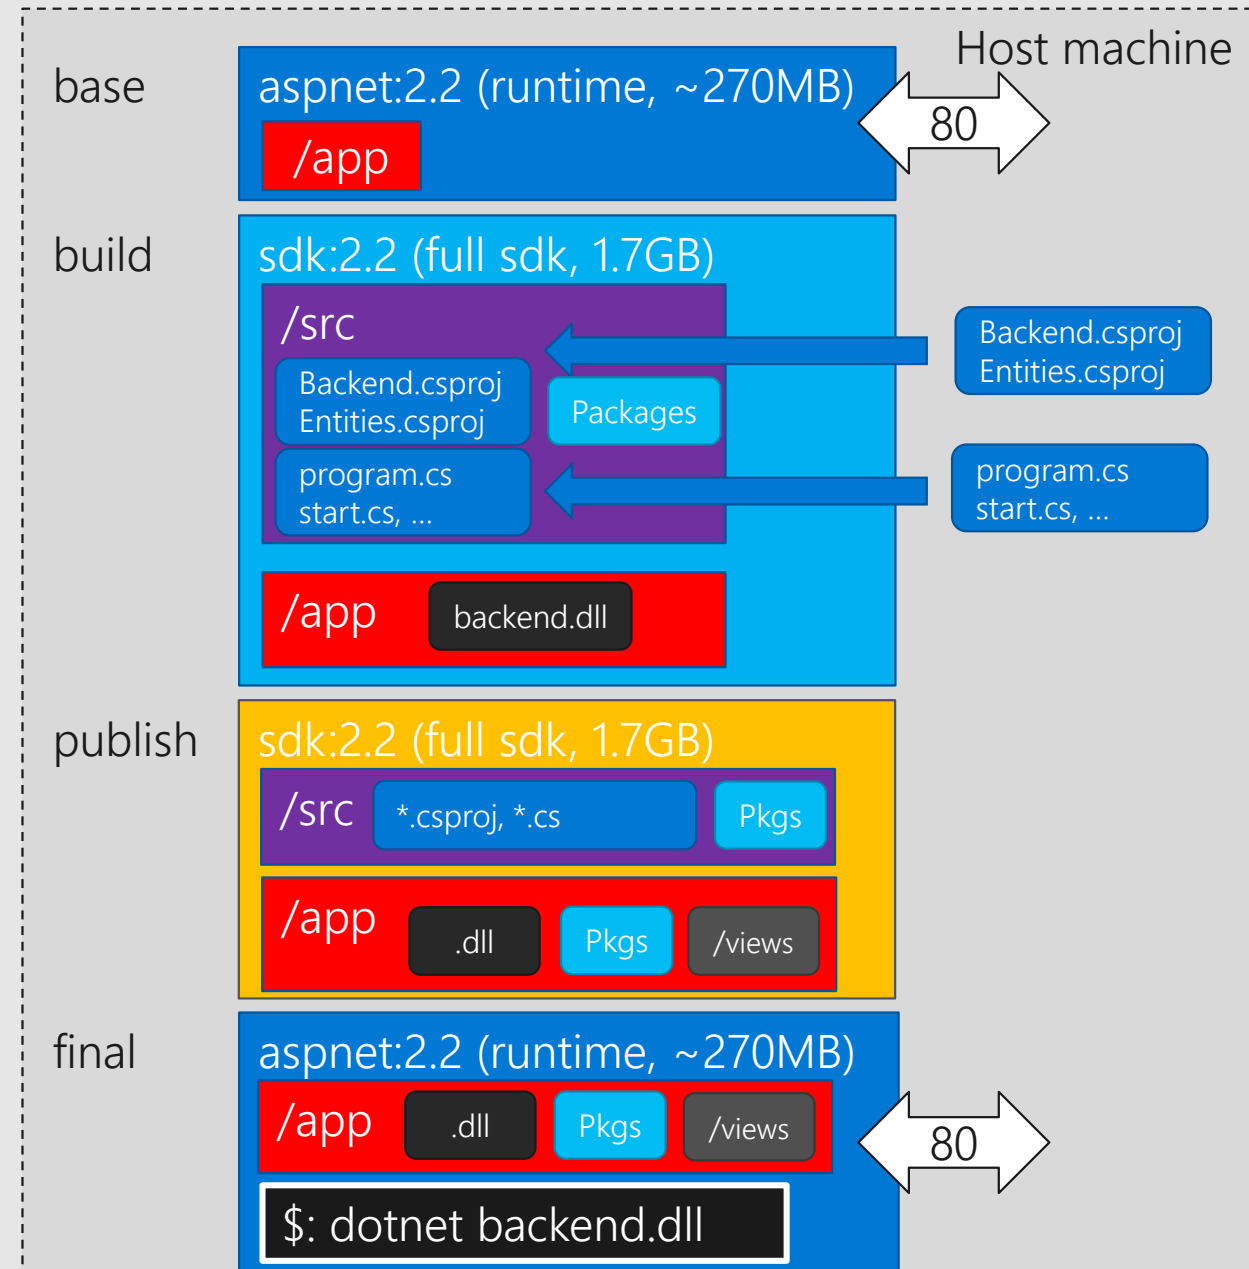 Host machine
base
aspnet:2.2 (runtime, ~270MB)
80
/app
build
sdk:2.2 (full sdk, 1.7GB)
/src
Backend.csproj
Entities.csproj
Packages
program.cs
start.cs, ...
Backend.csproj
Entities.csproj
program.cs
start.cs, ...
/app
backend.dll
publish
sdk:2.2 (full sdk, 1.7GB)
/src
*.csproj, *.cs
Pkgs
/app
.dll
Pkgs
/views
final
aspnet:2.2 (runtime, ~270MB)
/app
.dll
Pkgs
/views
80
$: dotnet backend.dll